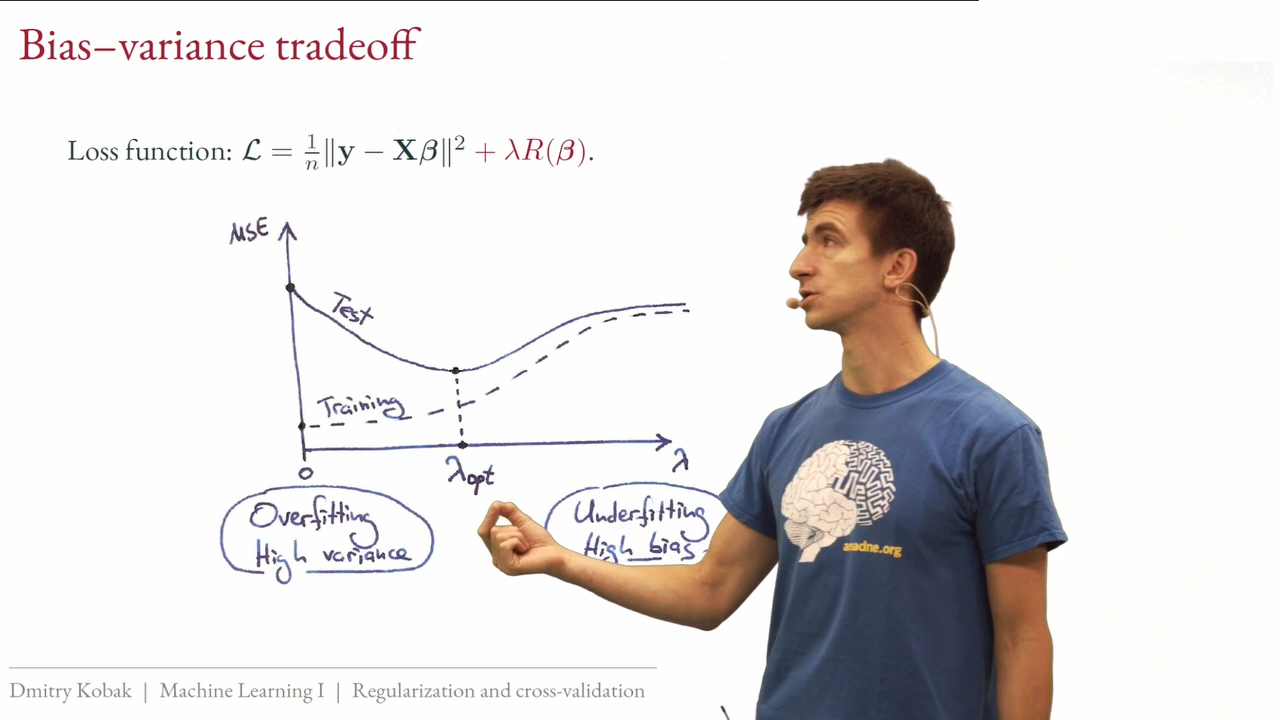 Bias–variance tradeoff
Loss function: ℒ = 1/n ‖y − Xβ‖² + λR(β).
MSE
Test
Training
0
λopt
λ
Overfitting
High variance
Underfitting
High bias
ariadne.org
Dmitry Kobak | Machine Learning I | Regularization and cross-validation